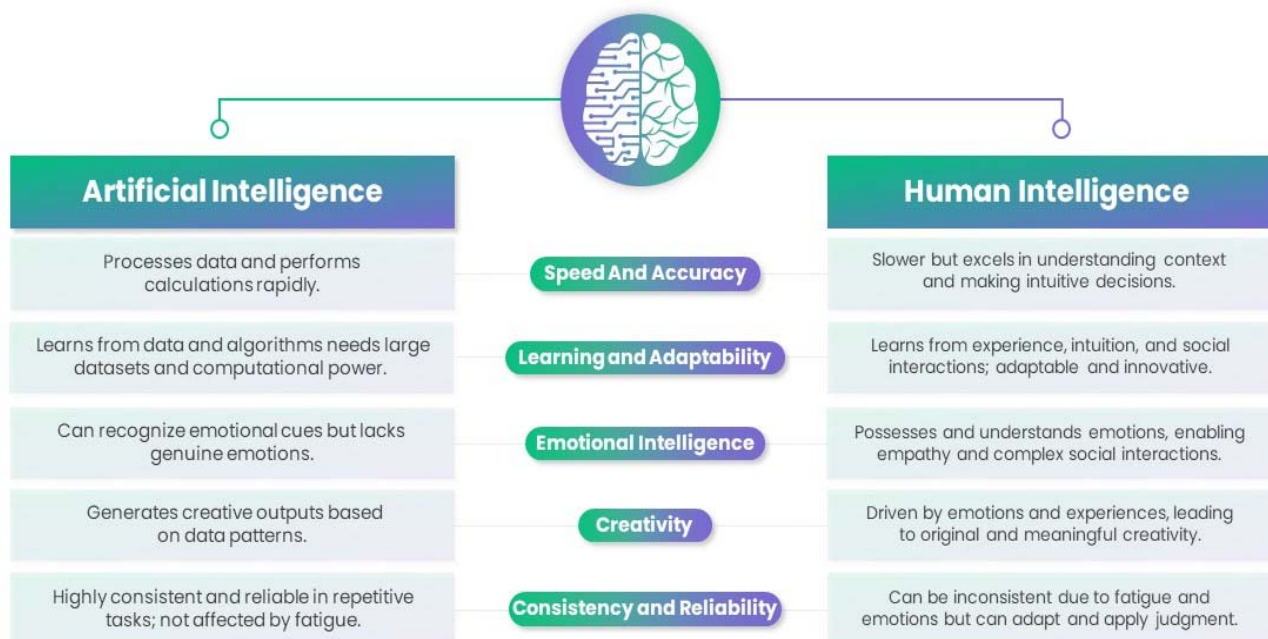 Artificial Intelligence
Human Intelligence
Processes data and performs
calculations rapidly.
Speed And Accuracy
Slower but excels in understanding context
and making intuitive decisions.
Learns from data and algorithms needs large
datasets and computational power.
Learning and Adaptability
Learns from experience, intuition, and social
interactions; adaptable and innovative.
Can recognize emotional cues but lacks
genuine emotions.
Emotional Intelligence
Possesses and understands emotions, enabling
empathy and complex social interactions.
Generates creative outputs based
on data patterns.
Creativity
Driven by emotions and experiences, leading
to original and meaningful creativity.
Highly consistent and reliable in repetitive
tasks; not affected by fatigue.
Consistency and Reliability
Can be inconsistent due to fatigue and
emotions but can adapt and apply judgment.